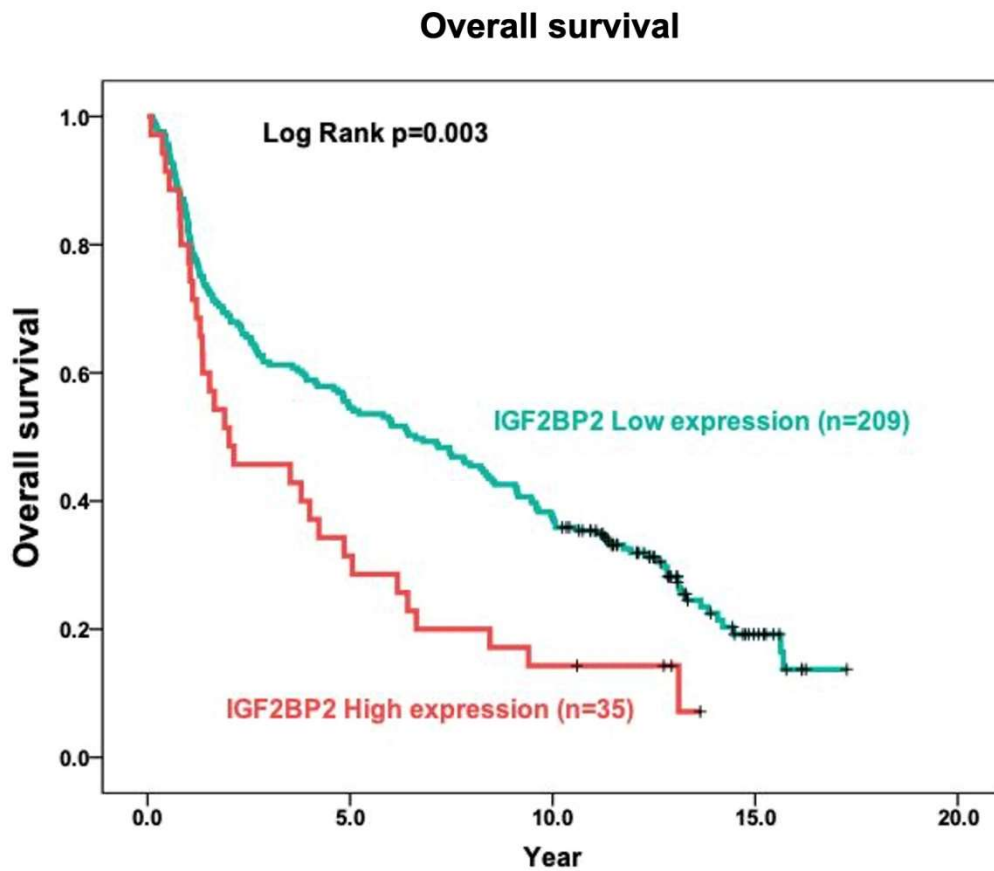 Overall survival
1.0
Log Rank p=0.003
0.8
0.6
IGF2BP2 Low expression (n=209)
0.4
0.2
IGF2BP2 High expression (n=35)
0.0
Overall survival
0.0 5.0 10.0 15.0 20.0
Year